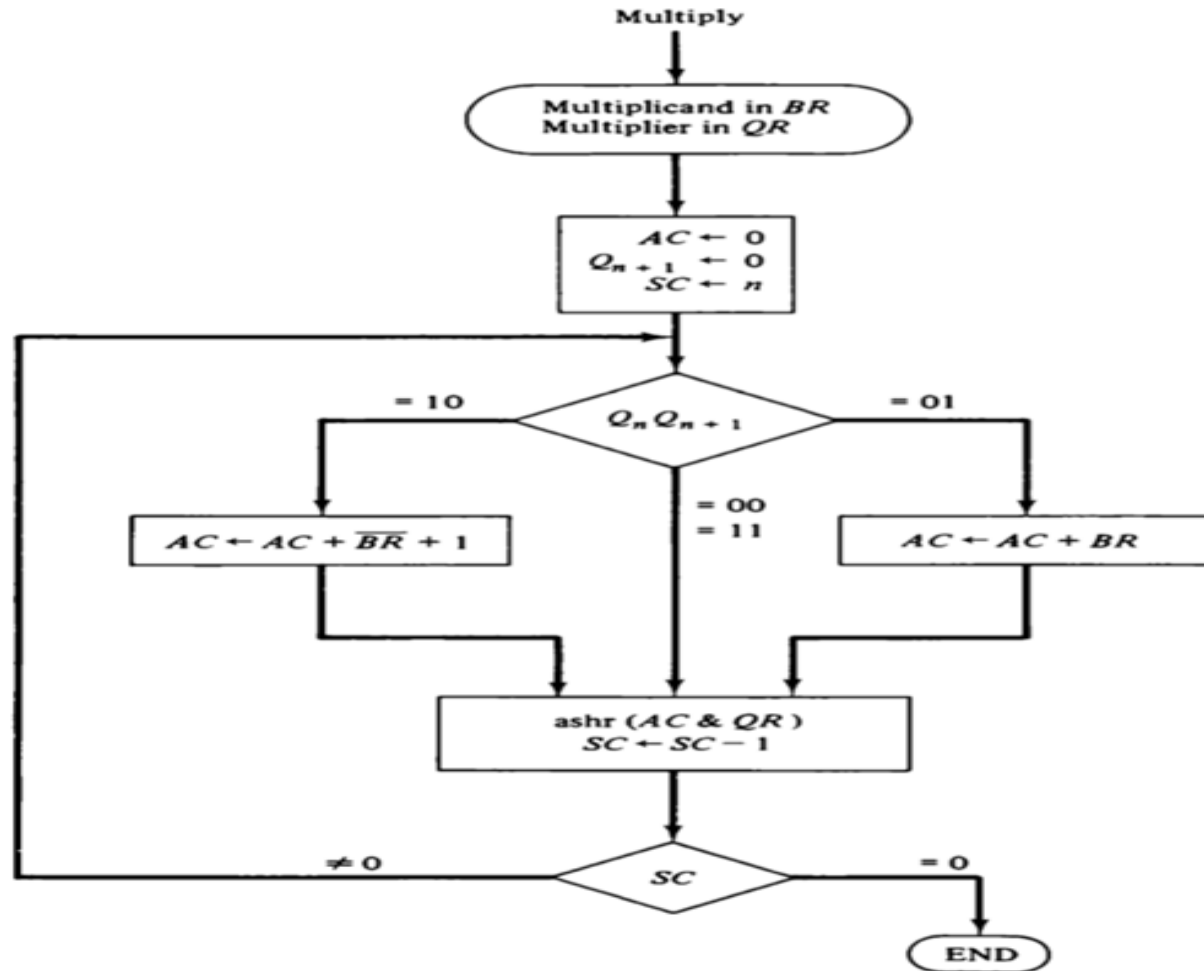 Multiply
Multiplicand in BR
Multiplier in QR
AC ← 0
Qₙ₊₁ ← 0
SC ← n
= 10
QₙQₙ₊₁
= 01
= 00
= 11
AC ← AC + B̅R̅ + 1
AC ← AC + BR
ashr (AC & QR)
SC ← SC − 1
≠ 0
SC
= 0
END